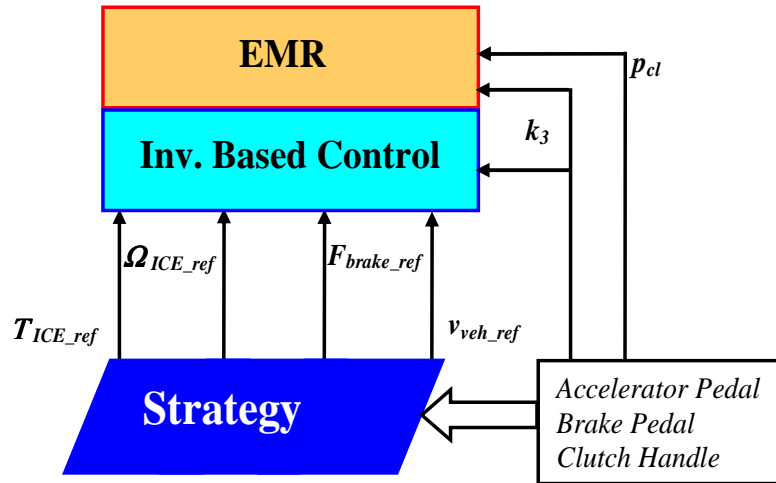 EMR
p_cl
k_3
Inv. Based Control
Ω_ICE_ref
F_brake_ref
T_ICE_ref
v_veh_ref
Strategy
Accelerator Pedal
Brake Pedal
Clutch Handle